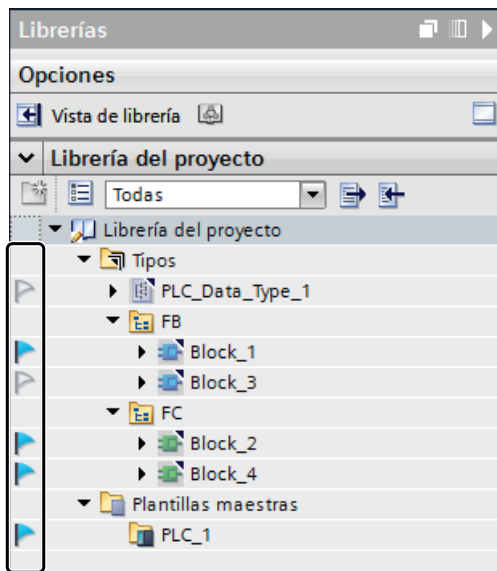 Librerías
Opciones
Vista de librería
Librería del proyecto
Todas
Librería del proyecto
Tipos
PLC_Data_Type_1
FB
Block_1
Block_3
FC
Block_2
Block_4
Plantillas maestras
PLC_1